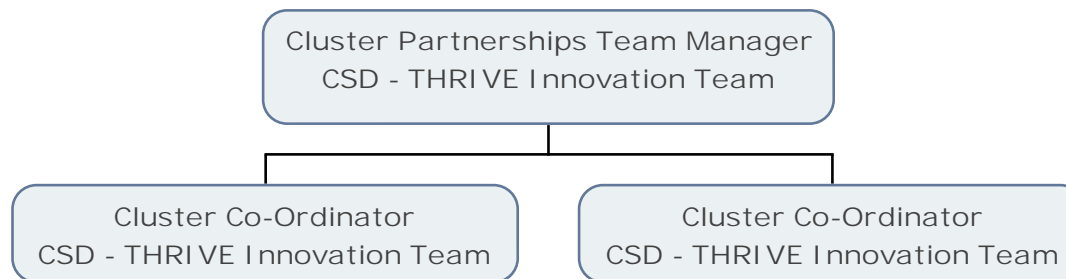 Cluster Partnerships Team Manager
CSD - THRIVE Innovation Team
Cluster Co-Ordinator
CSD - THRIVE Innovation Team
Cluster Co-Ordinator
CSD - THRIVE Innovation Team